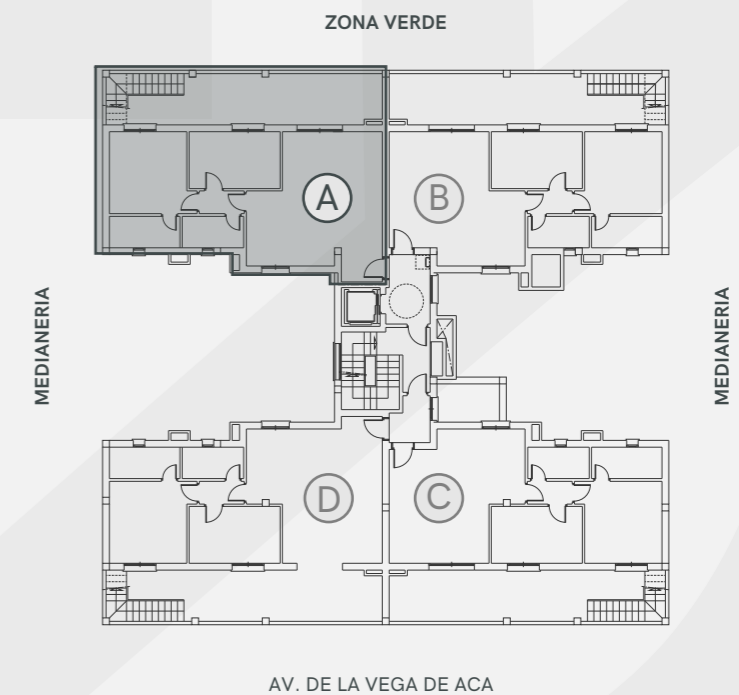 ZONA VERDE
A
B
MEDIANERIA
MEDIANERIA
D
C
AV. DE LA VEGA DE ACA